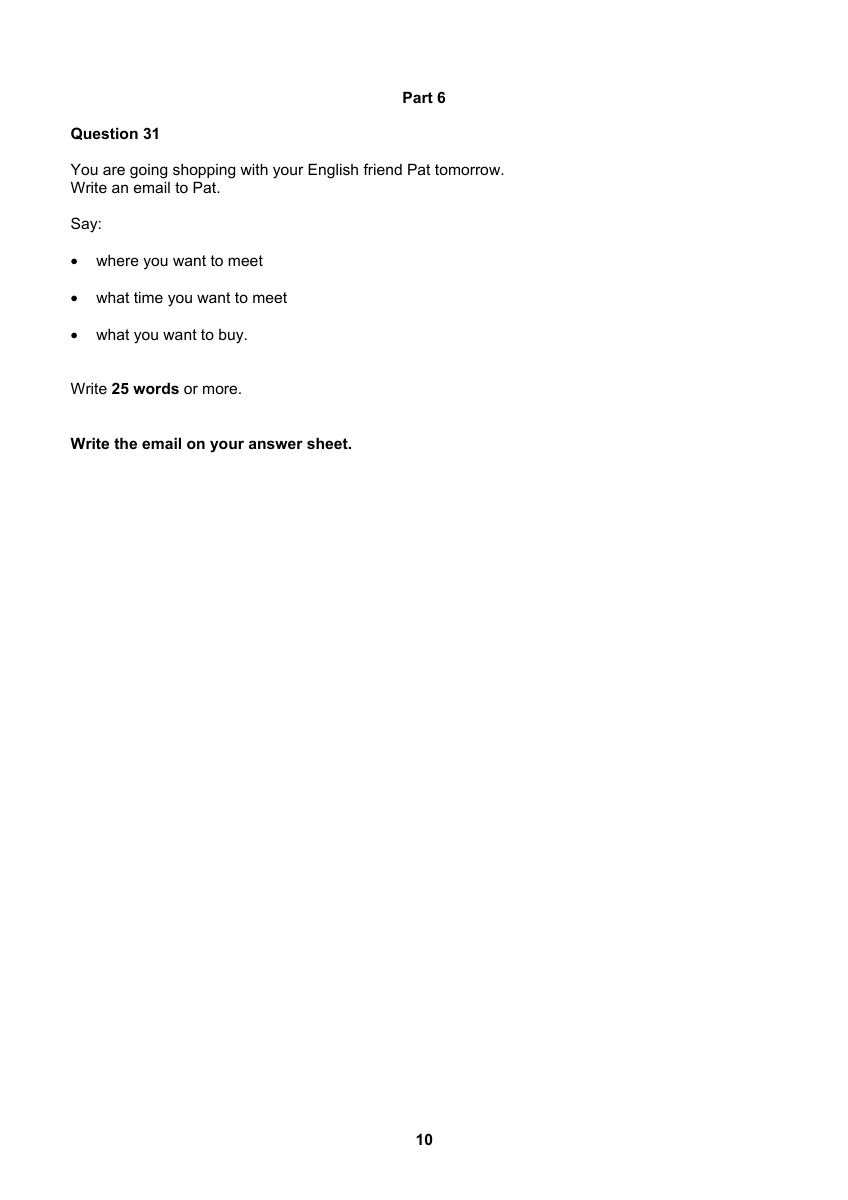 Part 6
Question 31
You are going shopping with your English friend Pat tomorrow.
Write an email to Pat.
Say:
• where you want to meet
• what time you want to meet
• what you want to buy.
Write 25 words or more.
Write the email on your answer sheet.
10